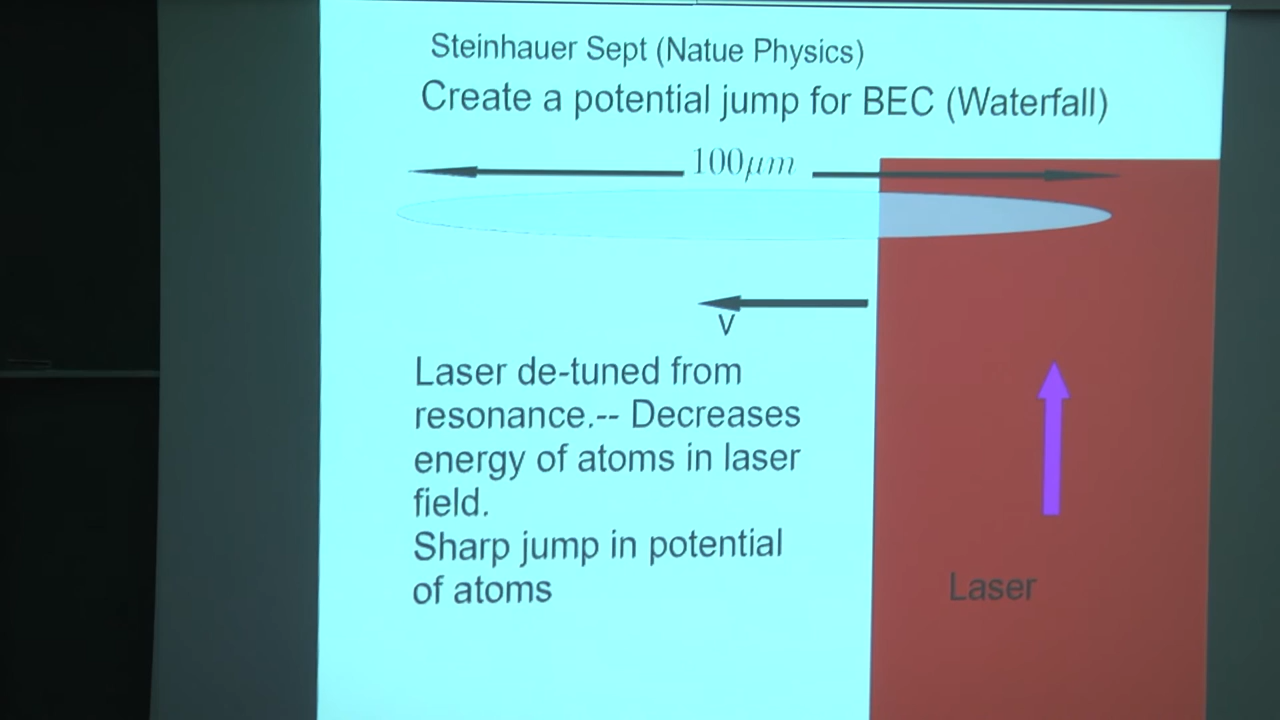 Steinhauer Sept (Natue Physics)
Create a potential jump for BEC (Waterfall)
100μm
v
Laser de-tuned from
resonance.-- Decreases
energy of atoms in laser
field.
Sharp jump in potential
of atoms
Laser